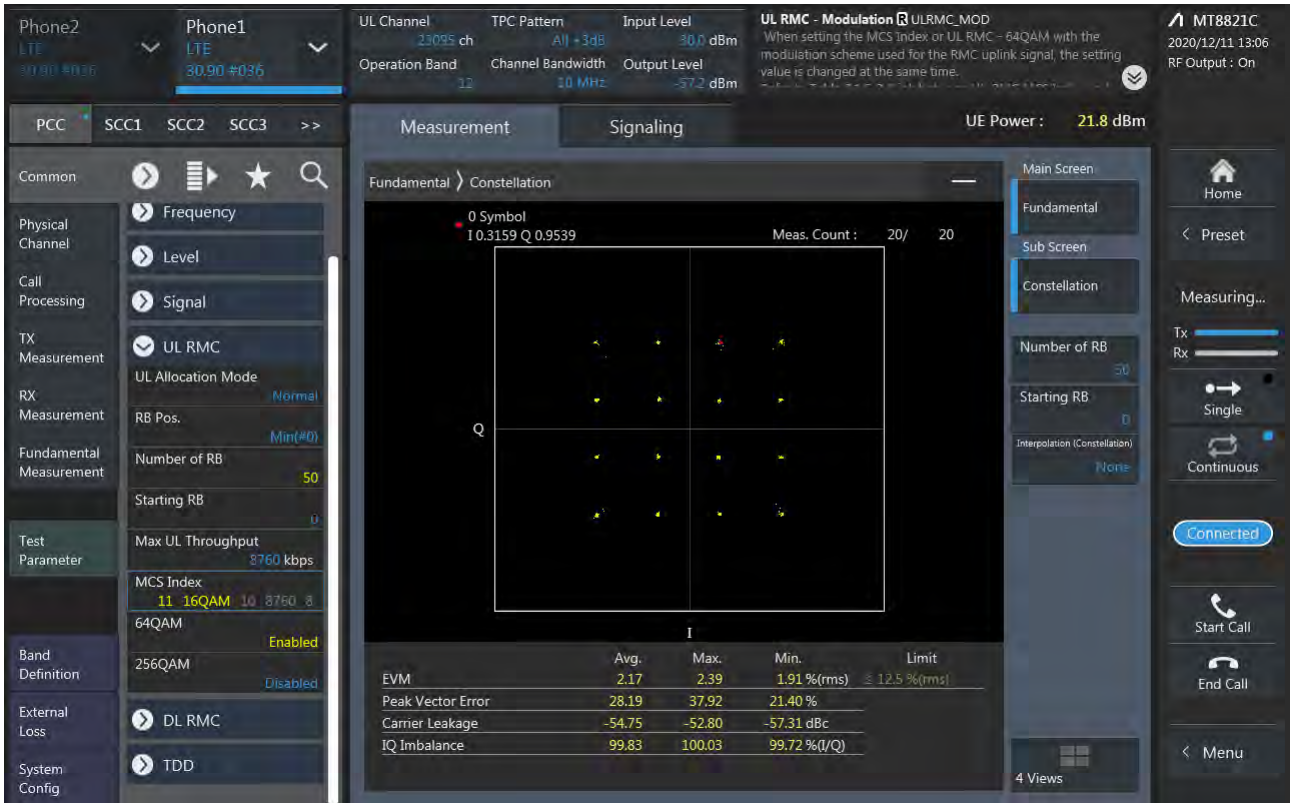 Phone2
LTE
30.90 #036
Phone1
LTE
30.90 #036
UL Channel
23095 ch
TPC Pattern
All +3dB
Input Level
30.0 dBm
Operation Band
12
Channel Bandwidth
10 MHz
Output Level
-57.2 dBm
UL RMC - Modulation R ULRMC_MOD
When setting the MCS Index or UL RMC - 64QAM with the
modulation scheme used for the RMC uplink signal, the setting
value is changed at the same time.
MT8821C
2020/12/11 13:06
RF Output : On
PCC SCC1 SCC2 SCC3 >>
Measurement
Signaling
UE Power : 21.8 dBm
Common
Physical
Channel
Call
Processing
TX
Measurement
RX
Measurement
Fundamental
Measurement
Test
Parameter
Band
Definition
External
Loss
System
Config
Frequency
Level
Signal
UL RMC
UL Allocation Mode
Normal
RB Pos.
Min(#0)
Number of RB
50
Starting RB
0
Max UL Throughput
8760 kbps
MCS Index
11 16QAM 10 8760 8
64QAM
Enabled
256QAM
Disabled
DL RMC
TDD
Fundamental Constellation
0 Symbol
I 0.3159 Q 0.9539
Meas. Count : 20/ 20
Q
I
Avg. Max. Min. Limit
EVM 2.17 2.39 1.91 %(rms) ≤ 12.5 %(rms)
Peak Vector Error 28.19 37.92 21.40 %
Carrier Leakage -54.75 -52.80 -57.31 dBc
IQ Imbalance 99.83 100.03 99.72 %(I/Q)
Main Screen
Fundamental
Sub Screen
Constellation
Number of RB
50
Starting RB
0
Interpolation (Constellation)
None
4 Views
Home
< Preset
Measuring...
Tx
Rx
Single
Continuous
Connected
Start Call
End Call
< Menu